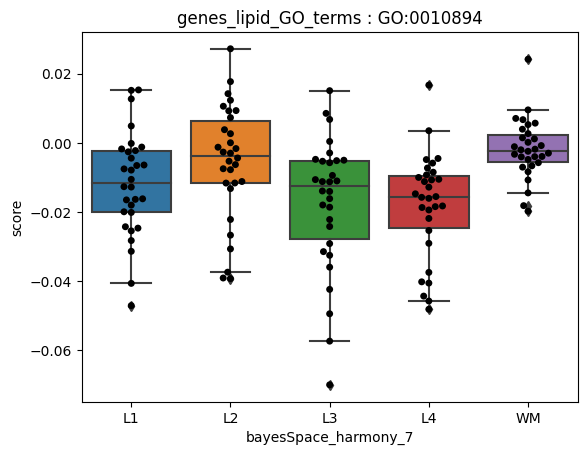 genes_lipid_GO_terms : GO:0010894
0.02
0.00
−0.02
−0.04
−0.06
score
L1 L2 L3 L4 WM
bayesSpace_harmony_7